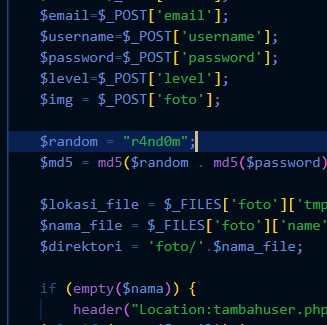 $email=$_POST['email'];
$username=$_POST['username'];
$password=$_POST['password'];
$level=$_POST['level'];
$img = $_POST['foto'];
$random = "r4nd0m";
$md5 = md5($random . md5($password)
$lokasi_file = $_FILES['foto']['tmp
$nama_file = $_FILES['foto']['name'
$direktori = 'foto/'.$nama_file;
if (empty($nama)) {
header("Location:tambahuser.php